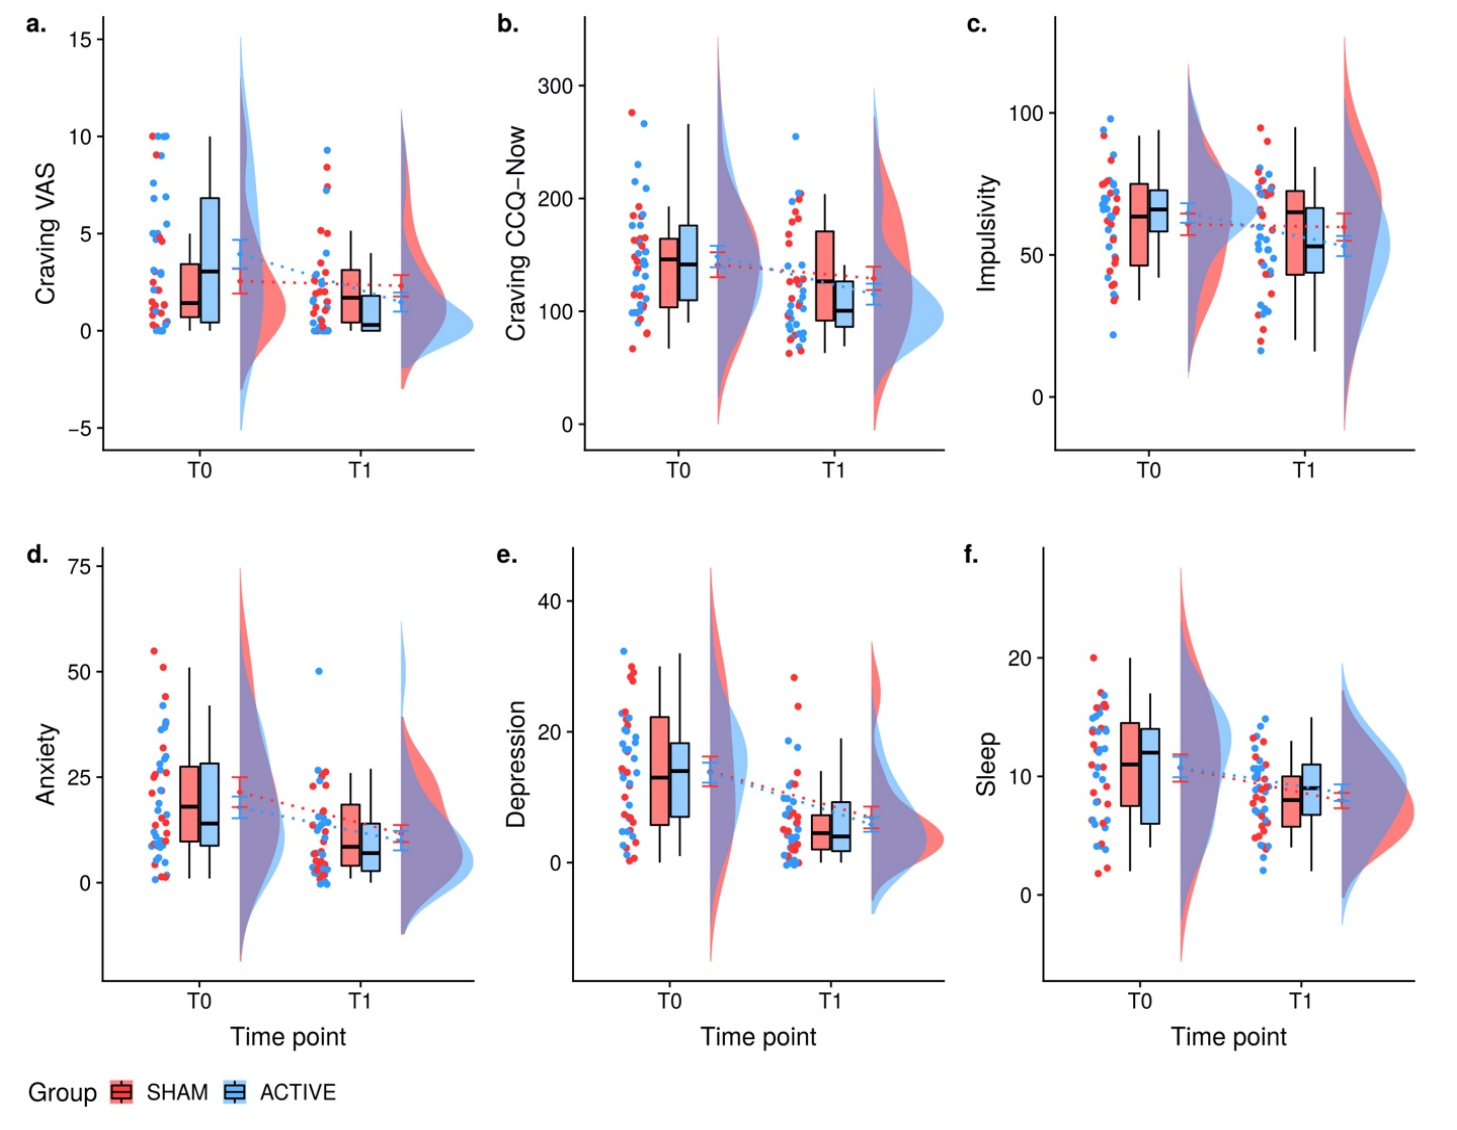 a.
Craving VAS
15
10
5
0
−5
T0 T1
b.
Craving CCQ−Now
300
200
100
0
T0 T1
c.
Impulsivity
100
50
0
T0 T1
d.
Anxiety
75
50
25
0
T0 T1
Time point
e.
Depression
40
20
0
T0 T1
Time point
f.
Sleep
20
10
0
T0 T1
Time point
Group SHAM ACTIVE